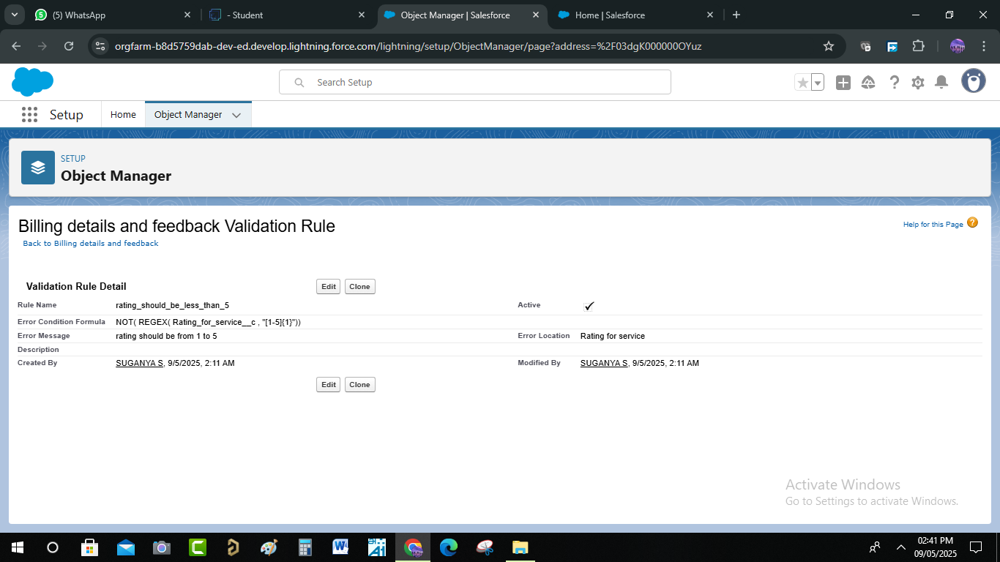 (5) WhatsApp
- Student
Object Manager | Salesforce
Home | Salesforce
orgfarm-b8d5759dab-dev-ed.develop.lightning.force.com/lightning/setup/ObjectManager/page?address=%2F03dgK000000OYuz
Search Setup
Setup
Home
Object Manager
SETUP
Object Manager
Billing details and feedback Validation Rule
Help for this Page
Back to Billing details and feedback
Validation Rule Detail
Edit
Clone
Rule Name rating_should_be_less_than_5 Active
Error Condition Formula NOT( REGEX( Rating_for_service__c , "[1-5]{1}"))
Error Message rating should be from 1 to 5 Error Location Rating for service
Description
Created By SUGANYA S, 9/5/2025, 2:11 AM Modified By SUGANYA S, 9/5/2025, 2:11 AM
Edit
Clone
Activate Windows
Go to Settings to activate Windows.
02:41 PM
09/05/2025